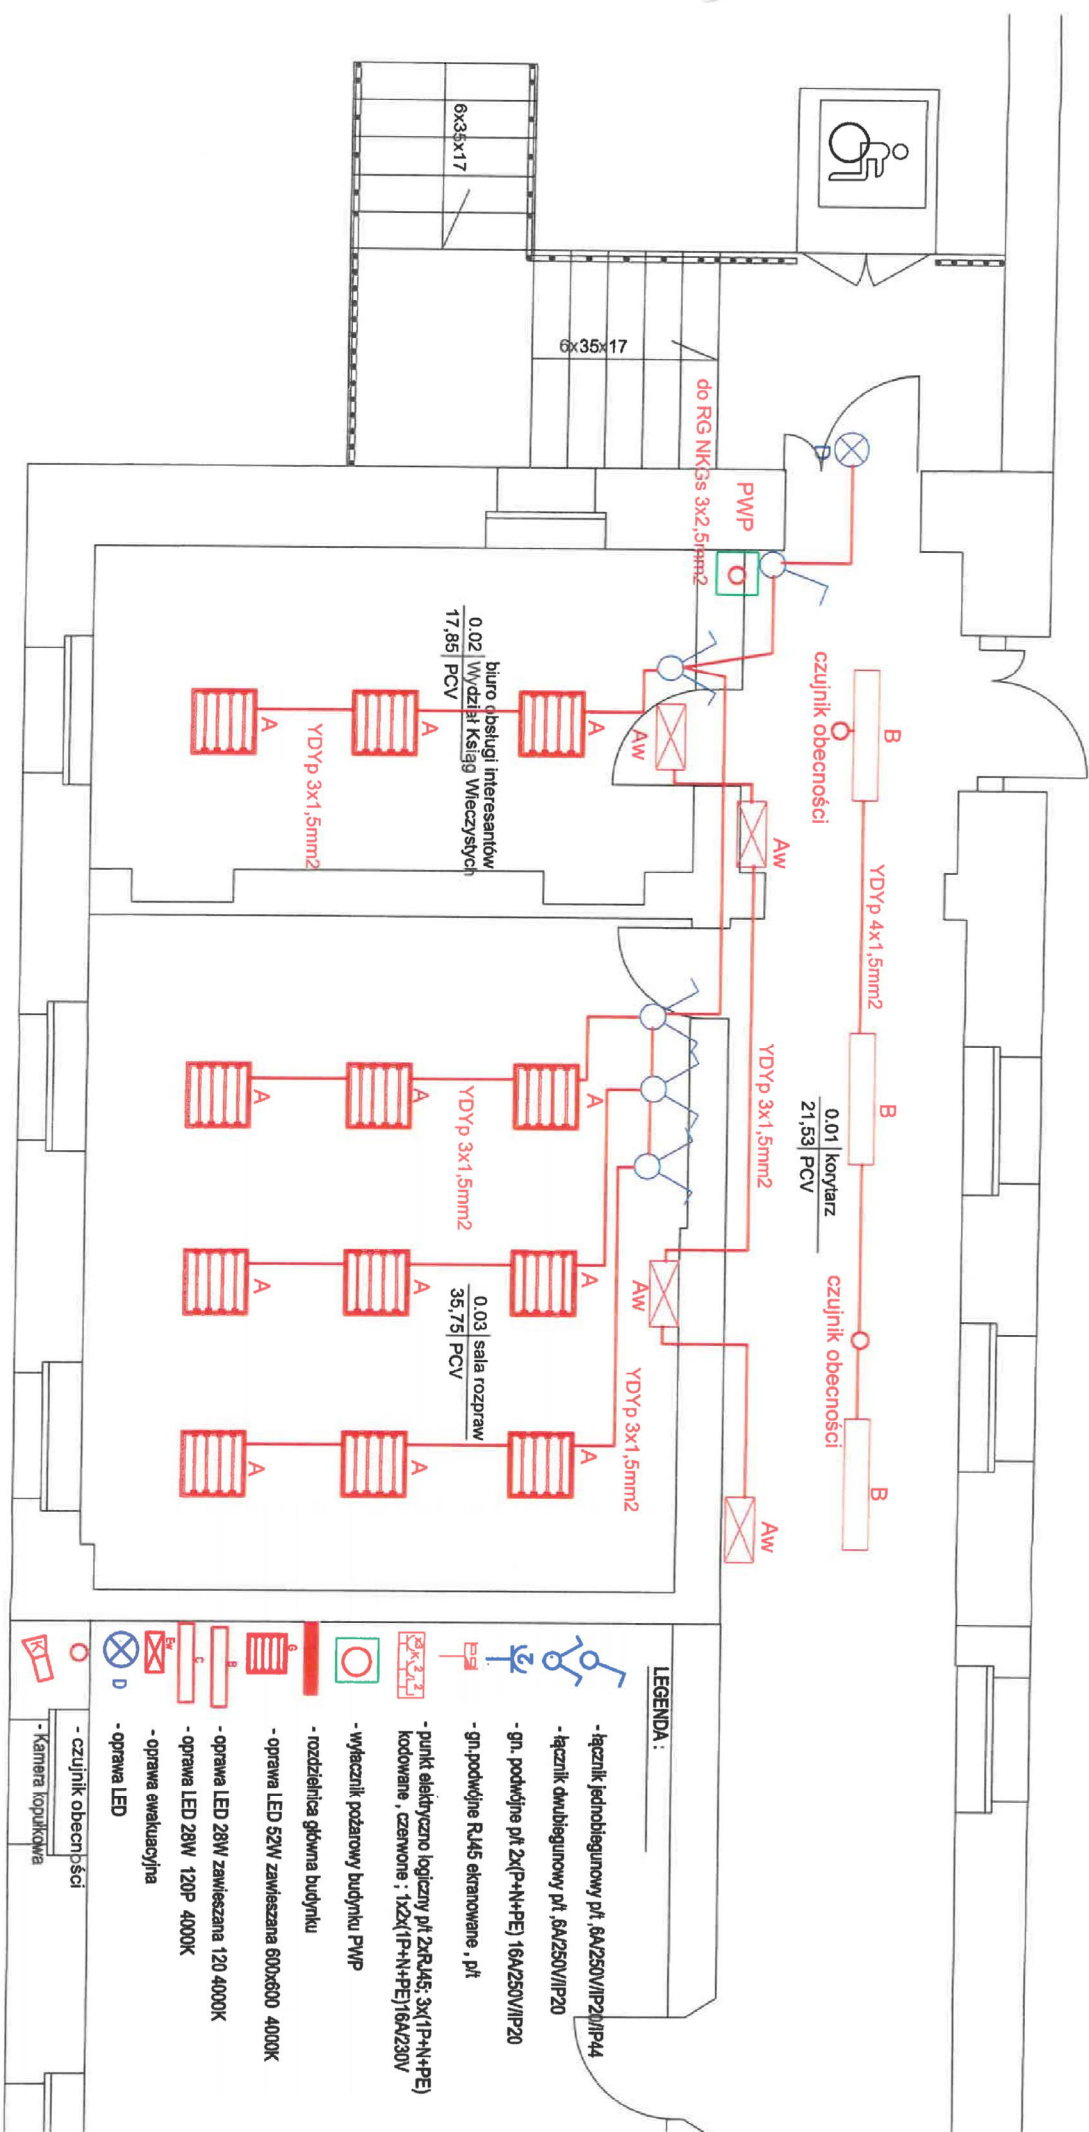 6x35x17
6x35x17
do RG NKGs 3x2,5mm2
PWP
czujnik obecności
B
YDYp 4x1,5mm2
B
0.01 korytarz
21,53 PCV
czujnik obecności
B
Aw
Aw
YDYp 3x1,5mm2
Aw
Aw
biuro obsługi interesantów
0.02 Wydział Ksiąg Wieczystych
17,85 PCV
A
A
A
YDYp 3x1,5mm2
A
A
A
YDYp 3x1,5mm2
A
A
A
0.03 sala rozpraw
35,75 PCV
YDYp 3x1,5mm2
A
A
A
LEGENDA :
- łącznik jednobiegunowy p/t ,6A/250V/IP20/IP44
- łącznik dwubiegunowy p/t ,6A/250V/IP20
2 - gn. podwójne p/t 2x(P+N+PE) 16A/250V/IP20
- gn.podwójne RJ45 ekranowane , p/t
- punkt elektryczno logiczny p/t 2xRJ45; 3x(1P+N+PE)
kodowane , czerwone ; 1x2x(1P+N+PE)16A/230V
- wyłacznik pożarowy budynku PWP
- rozdzielnica główna budynku
G - oprawa LED 52W zawieszana 600x600 4000K
B - oprawa LED 28W zawieszana 120 4000K
C - oprawa LED 28W 120P 4000K
Ew - oprawa ewakuacyjna
D - oprawa LED
- czujnik obecności
K - Kamera kopułkowa